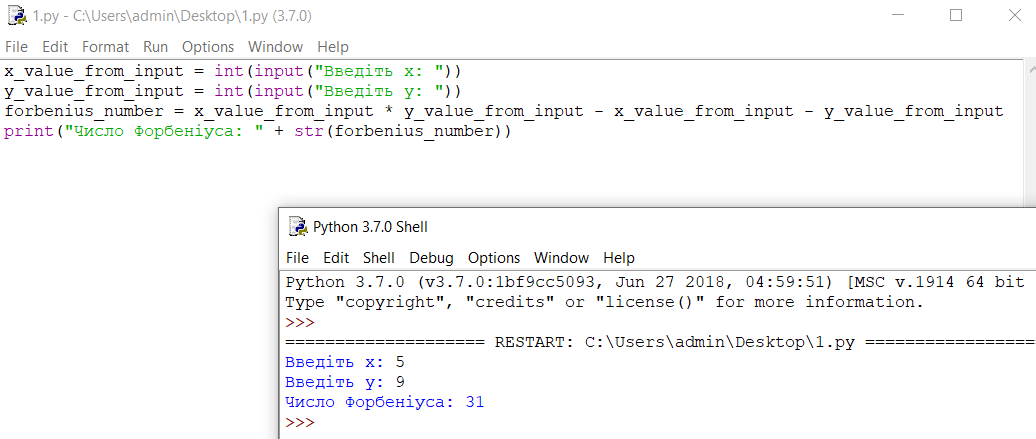 1.py - C:\Users\admin\Desktop\1.py (3.7.0)
File Edit Format Run Options Window Help
x_value_from_input = int(input("Введіть x: "))
y_value_from_input = int(input("Введіть y: "))
forbenius_number = x_value_from_input * y_value_from_input - x_value_from_input - y_value_from_input
print("Число Форбеніуса: " + str(forbenius_number))
Python 3.7.0 Shell
File Edit Shell Debug Options Window Help
Python 3.7.0 (v3.7.0:1bf9cc5093, Jun 27 2018, 04:59:51) [MSC v.1914 64 bit
Type "copyright", "credits" or "license()" for more information.
>>>
==================== RESTART: C:\Users\admin\Desktop\1.py =================
Введіть x: 5
Введіть y: 9
Число Форбеніуса: 31
>>>